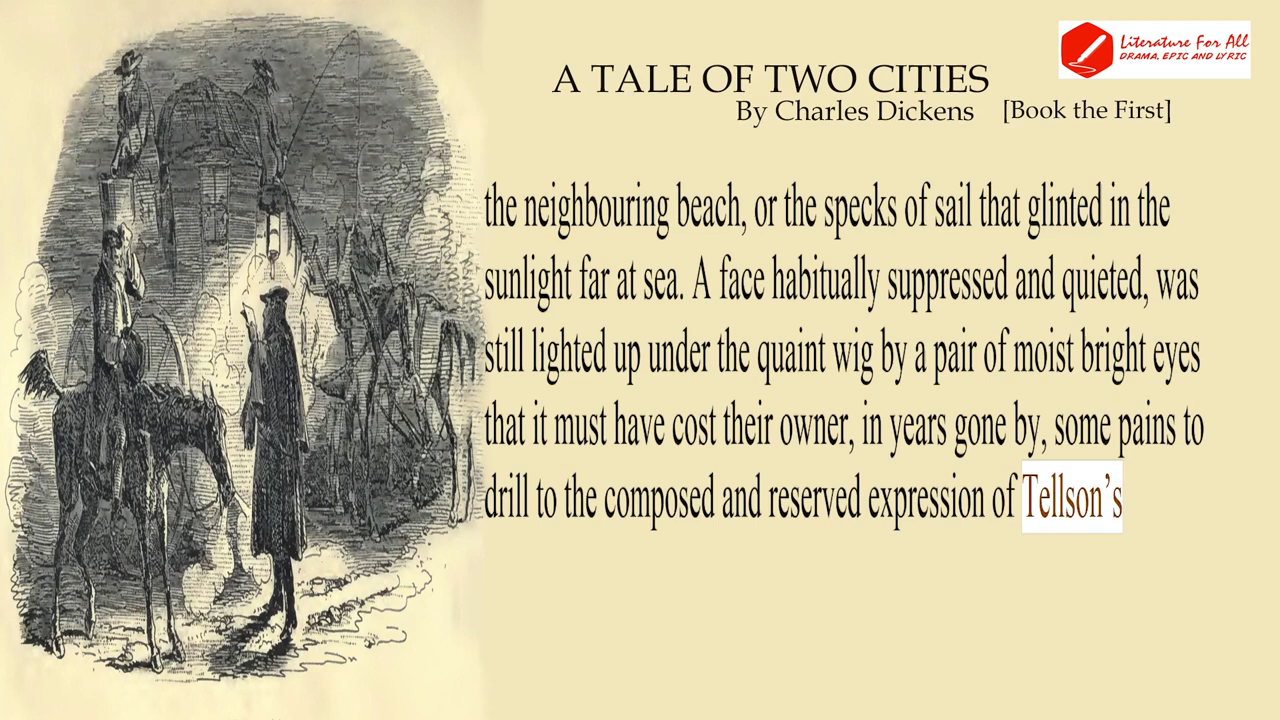 Literature For All
DRAMA, EPIC AND LYRIC
A TALE OF TWO CITIES
By Charles Dickens [Book the First]
the neighbouring beach, or the specks of sail that glinted in the
sunlight far at sea. A face habitually suppressed and quieted, was
still lighted up under the quaint wig by a pair of moist bright eyes
that it must have cost their owner, in years gone by, some pains to
drill to the composed and reserved expression of Tellson’s